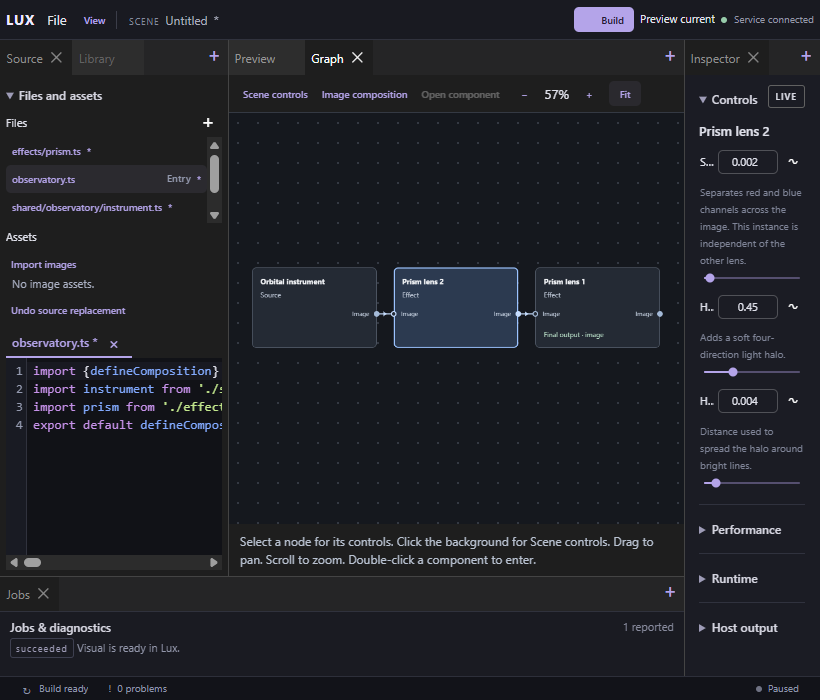 LUX File View SCENE Untitled * Build Preview current Service connected
Source Library + Preview Graph + Inspector +
Files and assets
Files +
effects/prism.ts *
observatory.ts Entry *
shared/observatory/instrument.ts *
Assets
Import images
No image assets.
Undo source replacement
observatory.ts *
1 import {defineComposition}
2 import instrument from './s
3 import prism from './effect
4 export default defineCompos
Scene controls Image composition Open component − 57% + Fit
Orbital instrument
Source
Image
Prism lens 2
Effect
Image Image
Prism lens 1
Effect
Image Image
Final output · image
Select a node for its controls. Click the background for Scene controls. Drag to
pan. Scroll to zoom. Double-click a component to enter.
Controls LIVE
Prism lens 2
S... 0.002
Separates red and blue
channels across the
image. This instance is
independent of the
other lens.
H... 0.45
Adds a soft four-
direction light halo.
H... 0.004
Distance used to
spread the halo around
bright lines.
Performance
Runtime
Host output
Jobs +
Jobs & diagnostics 1 reported
succeeded Visual is ready in Lux.
Build ready ! 0 problems Paused